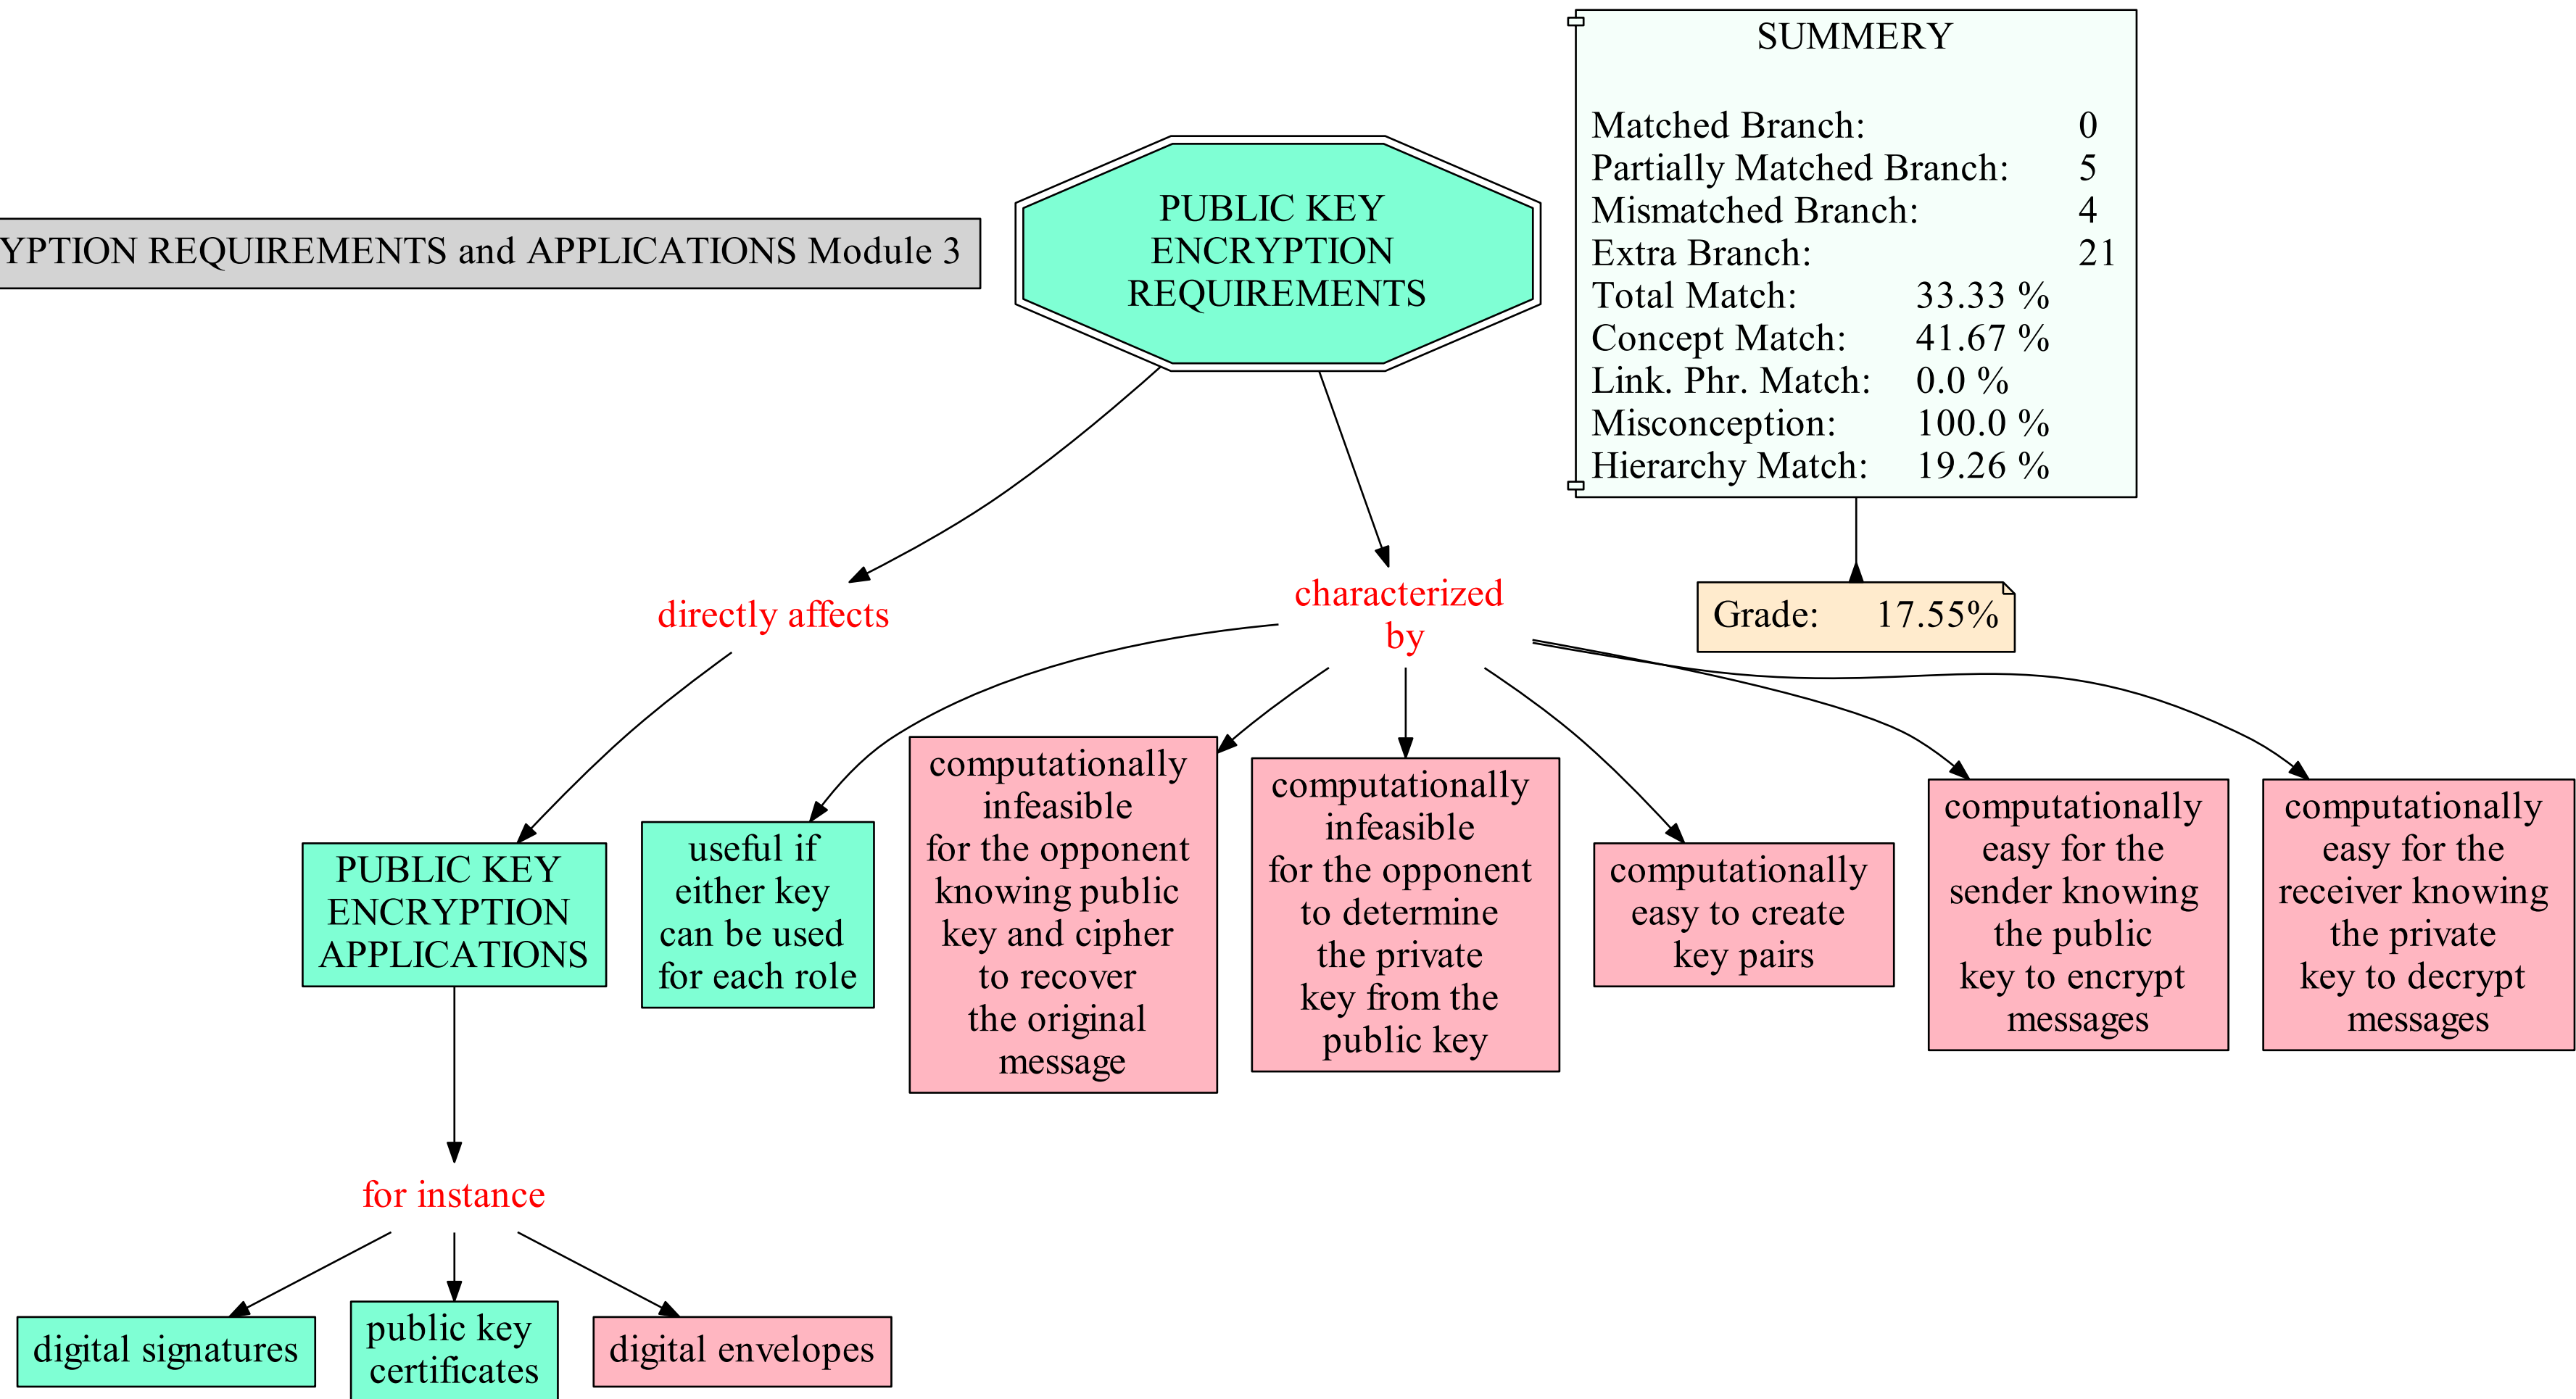 SUMMERY
Matched Branch: 0
Partially Matched Branch: 5
Mismatched Branch: 4
Extra Branch: 21
Total Match: 33.33 %
Concept Match: 41.67 %
Link. Phr. Match: 0.0 %
Misconception: 100.0 %
Hierarchy Match: 19.26 %
YPTION REQUIREMENTS and APPLICATIONS Module 3
PUBLIC KEY
ENCRYPTION
REQUIREMENTS
directly affects
characterized
by
Grade: 17.55%
PUBLIC KEY
ENCRYPTION
APPLICATIONS
useful if
either key
can be used
for each role
computationally
infeasible
for the opponent
knowing public
key and cipher
to recover
the original
message
computationally
infeasible
for the opponent
to determine
the private
key from the
public key
computationally
easy to create
key pairs
computationally
easy for the
sender knowing
the public
key to encrypt
messages
computationally
easy for the
receiver knowing
the private
key to decrypt
messages
for instance
digital signatures
public key
certificates
digital envelopes